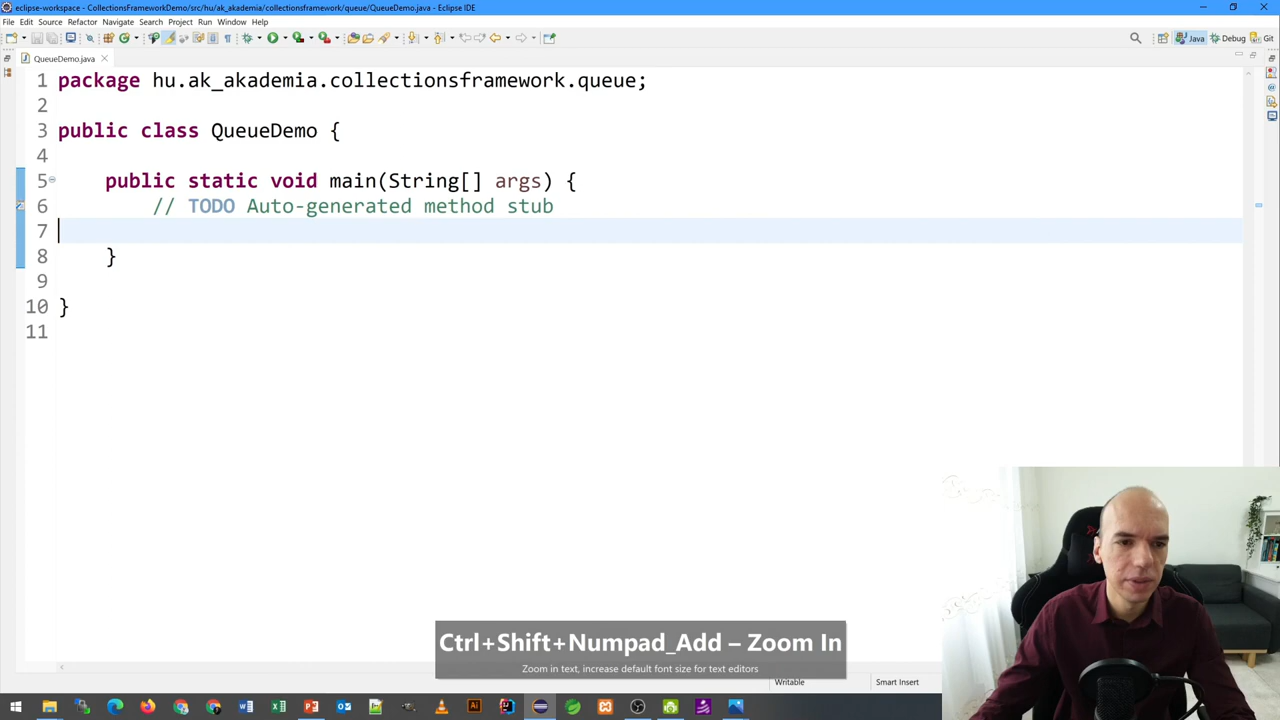 eclipse-workspace - CollectionsFrameworkDemo/src/hu/ak_akademia/collectionsframework/queue/QueueDemo.java - Eclipse IDE
File Edit Source Refactor Navigate Search Project Run Window Help
Java Debug Git
QueueDemo.java
1 package hu.ak_akademia.collectionsframework.queue;
2
3 public class QueueDemo {
4
5 public static void main(String[] args) {
6 // TODO Auto-generated method stub
7
8 }
9
10 }
11
Ctrl+Shift+Numpad_Add – Zoom In
Zoom in text, increase default font size for text editors
Writable Smart Insert